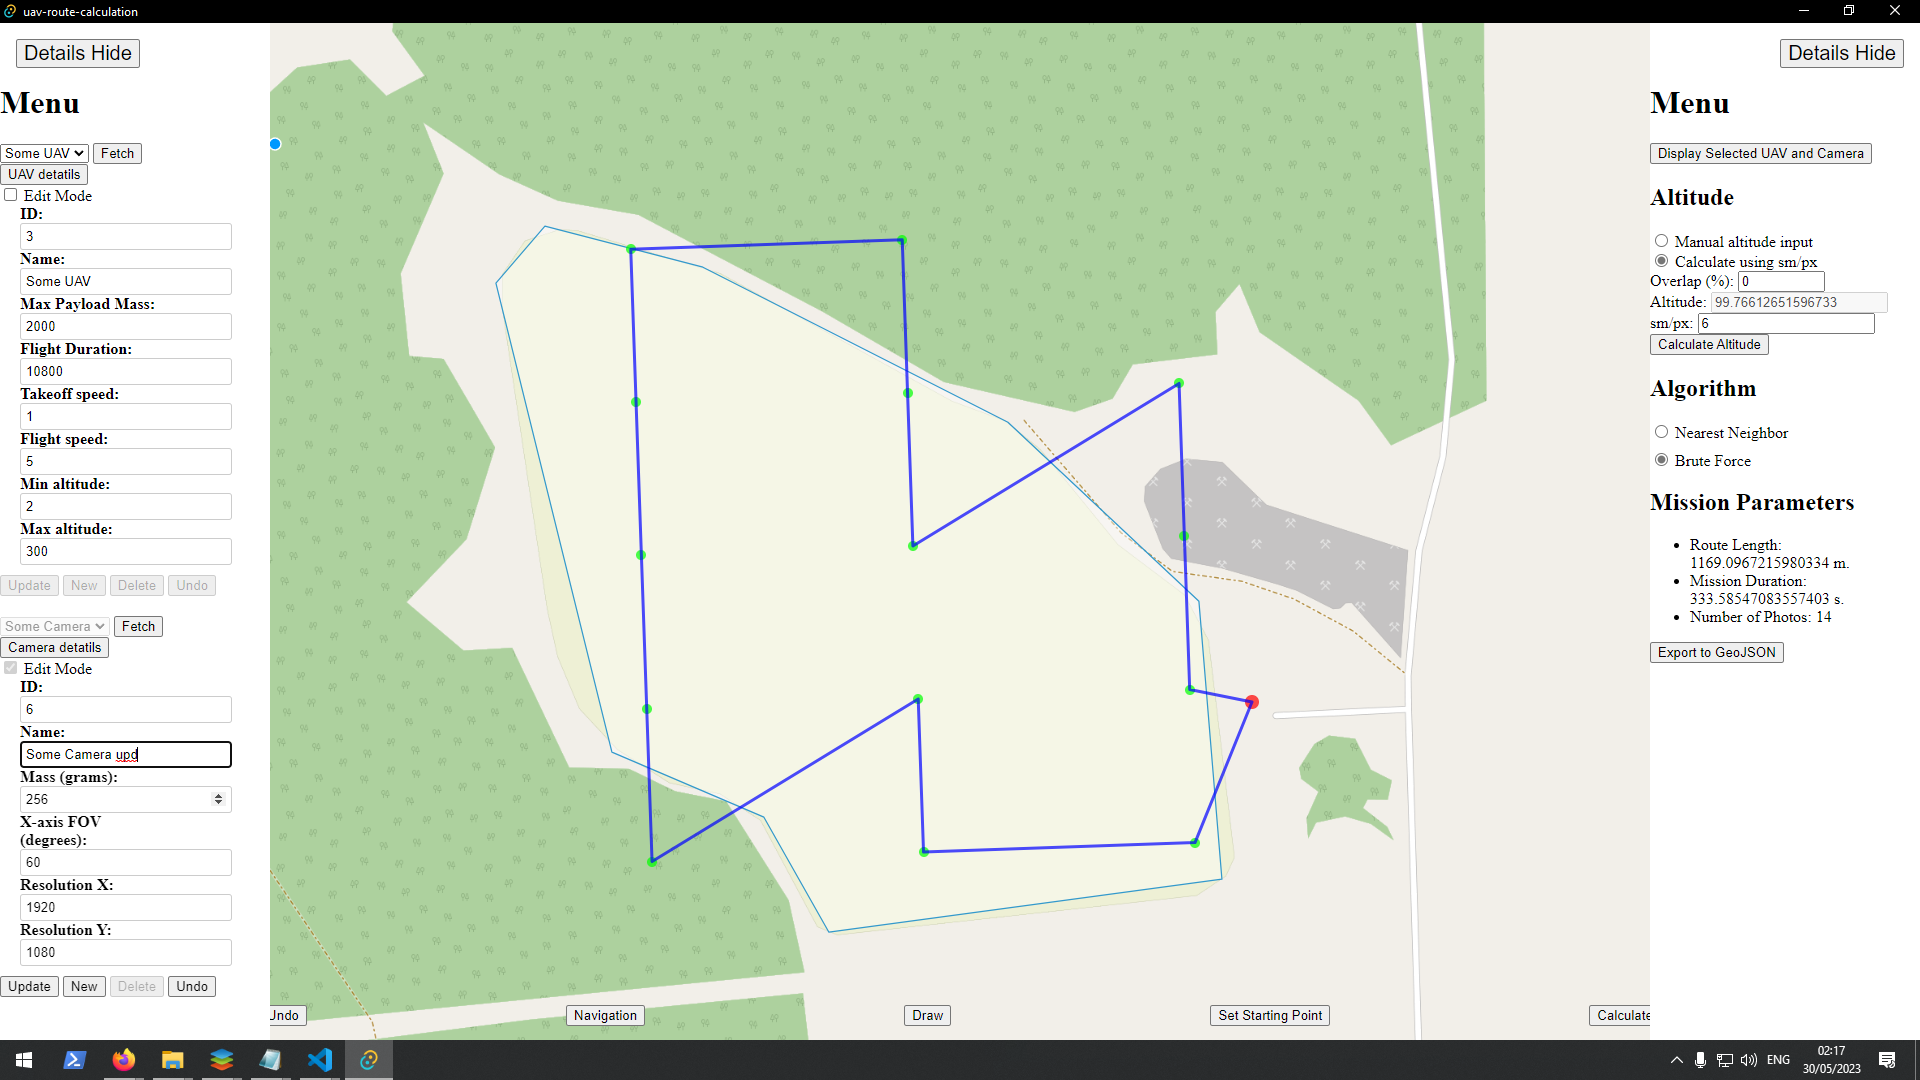 uav-route-calculation
Details Hide
Menu
Some UAV Fetch
UAV detatils
Edit Mode
ID:
3
Name:
Some UAV
Max Payload Mass:
2000
Flight Duration:
10800
Takeoff speed:
1
Flight speed:
5
Min altitude:
2
Max altitude:
300
Update New Delete Undo
Some Camera Fetch
Camera detatils
Edit Mode
ID:
6
Name:
Some Camera upd
Mass (grams):
256
X-axis FOV
(degrees):
60
Resolution X:
1920
Resolution Y:
1080
Update New Delete Undo
Undo Navigation Draw Set Starting Point Calculate
Details Hide
Menu
Display Selected UAV and Camera
Altitude
Manual altitude input
Calculate using sm/px
Overlap (%): 0
Altitude: 99.76612651596733
sm/px: 6
Calculate Altitude
Algorithm
Nearest Neighbor
Brute Force
Mission Parameters
Route Length:
1169.0967215980334 m.
Mission Duration:
333.58547083557403 s.
Number of Photos: 14
Export to GeoJSON
ENG
02:17
30/05/2023